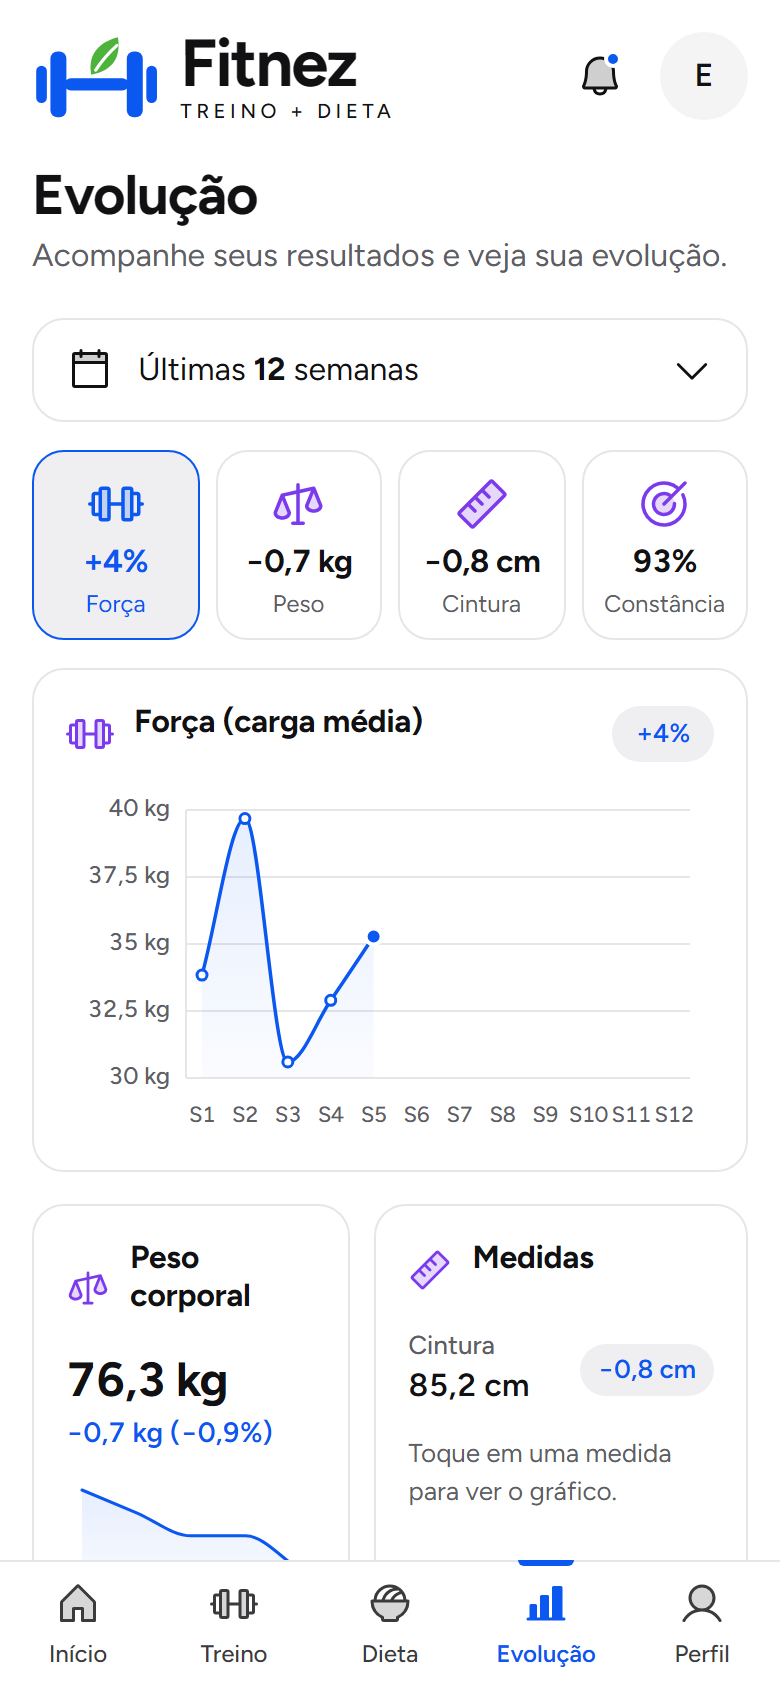 Fitnez
TREINO + DIETA
E
Evolução
Acompanhe seus resultados e veja sua evolução.
Últimas 12 semanas
+4%
Força
−0,7 kg
Peso
−0,8 cm
Cintura
93%
Constância
Força (carga média)
+4%
40 kg
37,5 kg
35 kg
32,5 kg
30 kg
S1 S2 S3 S4 S5 S6 S7 S8 S9 S10 S11 S12
Peso
corporal
76,3 kg
−0,7 kg (−0,9%)
Medidas
Cintura
85,2 cm
−0,8 cm
Toque em uma medida
para ver o gráfico.
Início
Treino
Dieta
Evolução
Perfil